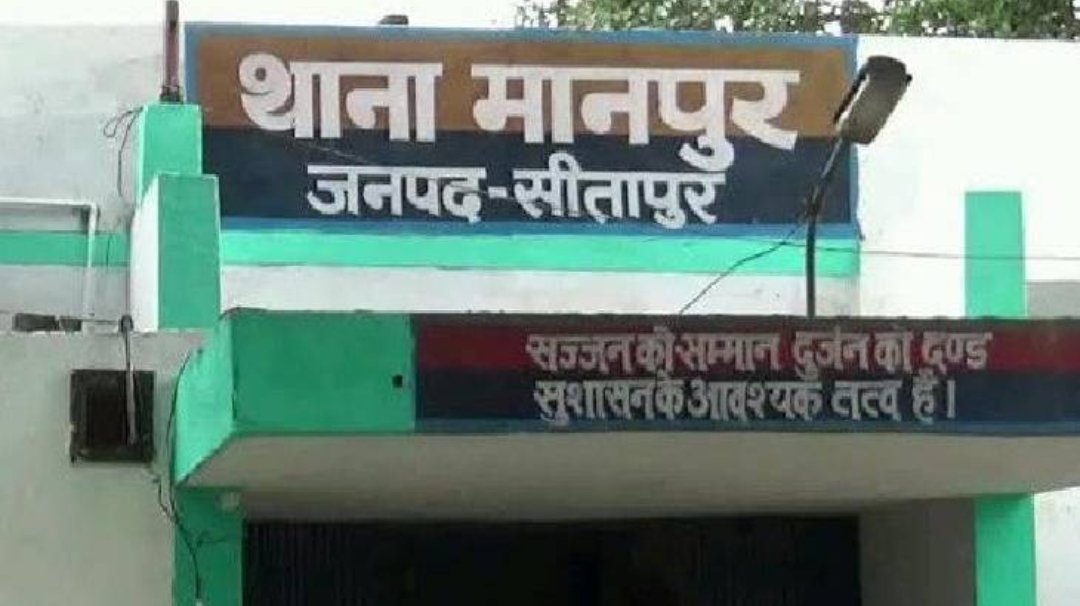 थाना मानपुर
जनपद-सीतापुर
सज्जन को सम्मान दुर्जन को दण्ड
सुशासन के आवश्यक तत्व हैं।